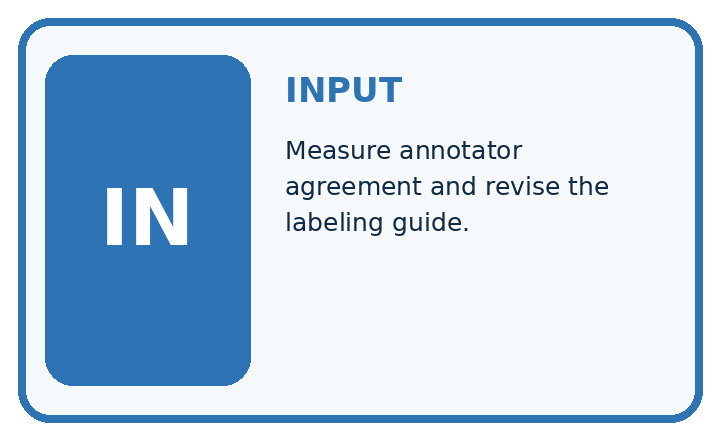 IN
INPUT
Measure annotator
agreement and revise the
labeling guide.